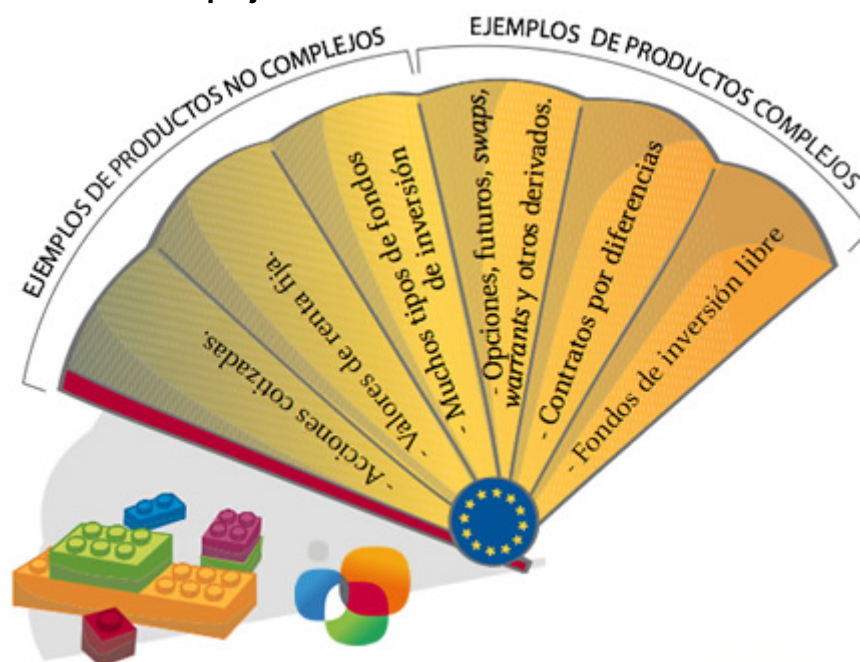 EJEMPLOS DE PRODUCTOS NO COMPLEJOS
EJEMPLOS DE PRODUCTOS COMPLEJOS
- Acciones cotizadas.
- Valores de renta fija.
- Muchos tipos de fondos
de inversión
- Opciones, futuros, swaps,
warrants y otros derivados.
- Contratos por diferencias
- Fondos de inversión libre